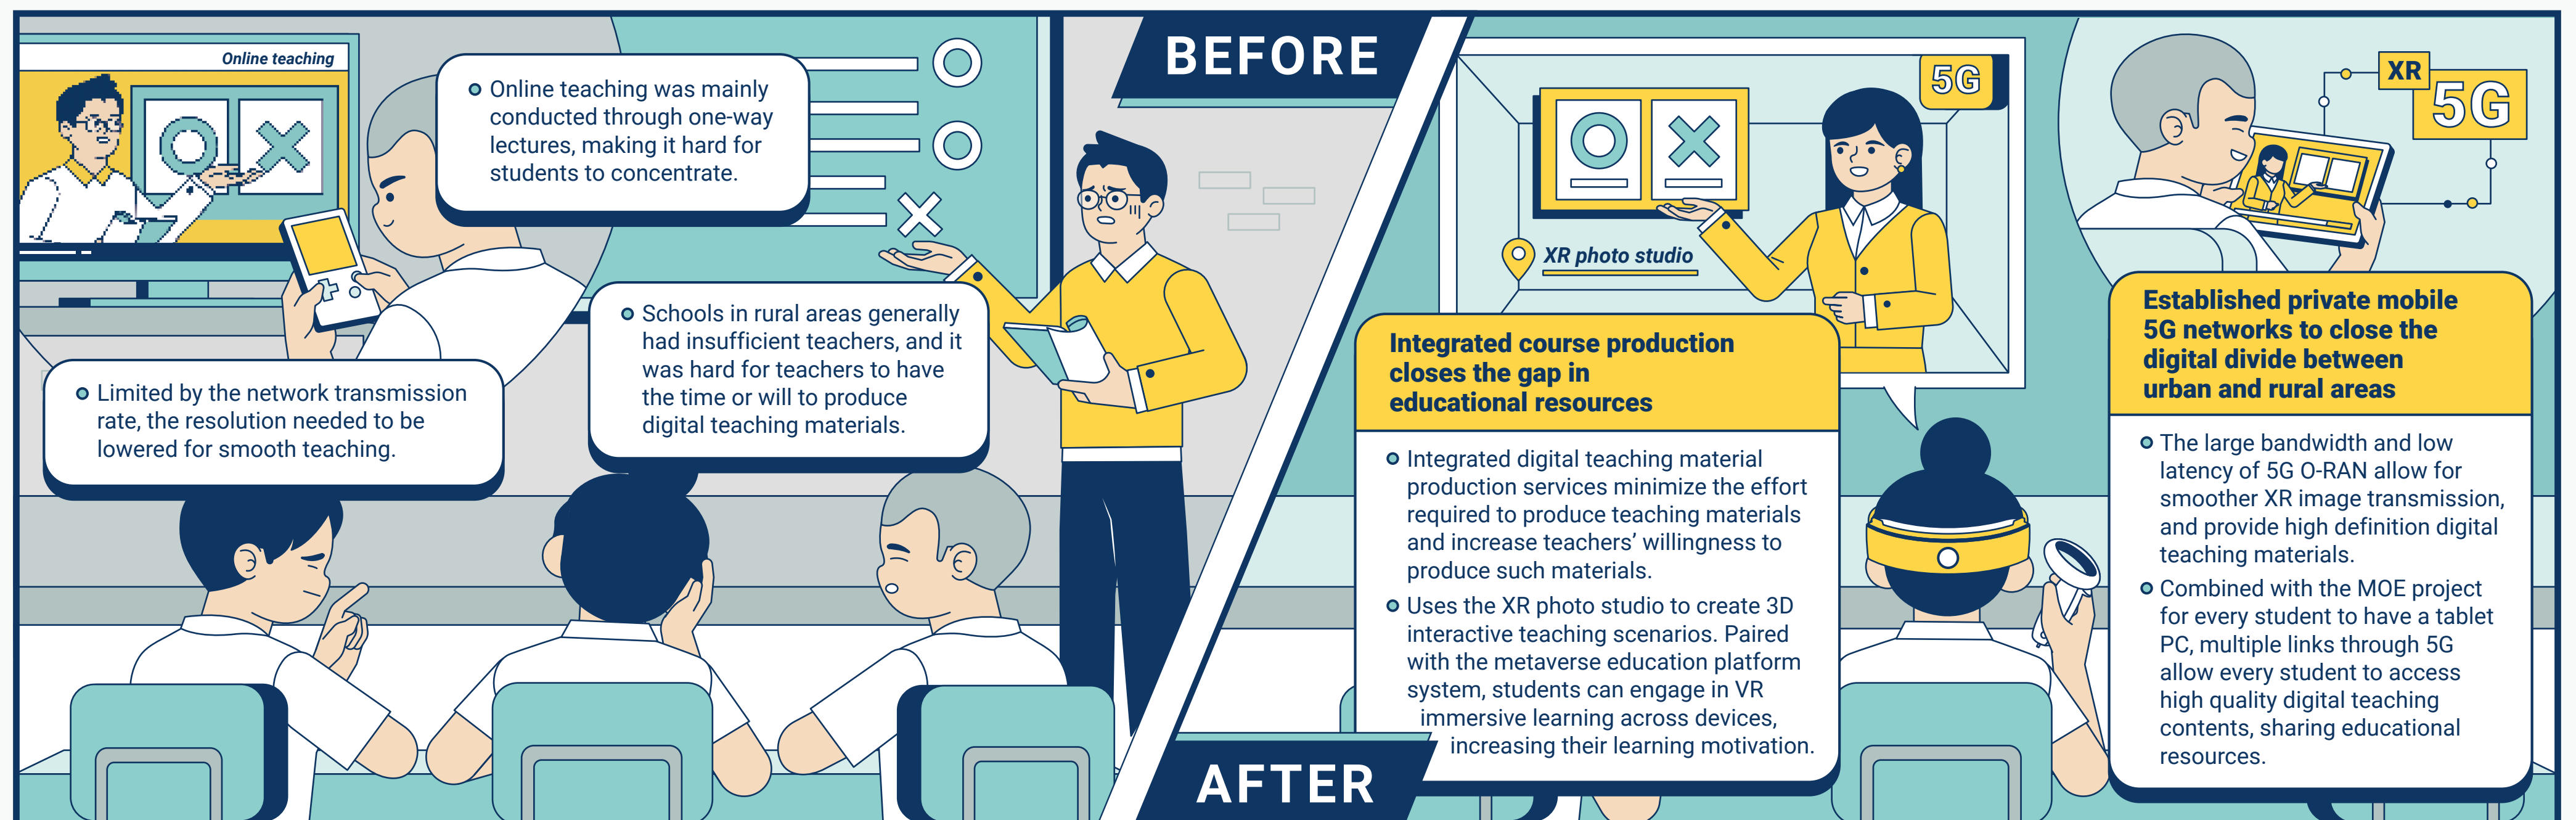 BEFORE
Online teaching
Online teaching was mainly
conducted through one-way
lectures, making it hard for
students to concentrate.
Schools in rural areas generally
had insufficient teachers, and it
was hard for teachers to have
the time or will to produce
digital teaching materials.
Limited by the network transmission
rate, the resolution needed to be
lowered for smooth teaching.
AFTER
5G
XR photo studio
XR
5G
Integrated course production
closes the gap in
educational resources
Integrated digital teaching material
production services minimize the effort
required to produce teaching materials
and increase teachers’ willingness to
produce such materials.
Uses the XR photo studio to create 3D
interactive teaching scenarios. Paired
with the metaverse education platform
system, students can engage in VR
immersive learning across devices,
increasing their learning motivation.
Established private mobile
5G networks to close the
digital divide between
urban and rural areas
The large bandwidth and low
latency of 5G O-RAN allow for
smoother XR image transmission,
and provide high definition digital
teaching materials.
Combined with the MOE project
for every student to have a tablet
PC, multiple links through 5G
allow every student to access
high quality digital teaching
contents, sharing educational
resources.